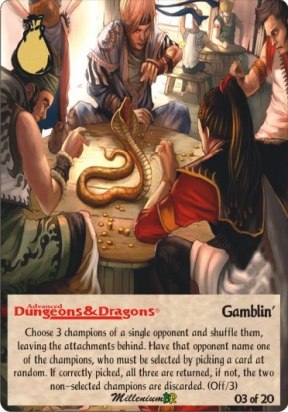 Advanced
Dungeons&Dragons®
Gamblin´
Choose 3 champions of a single opponent and shuffle them,
leaving the attachments behind. Have that opponent name one
of the champions, who must be selected by picking a card at
random. If correctly picked, all three are returned, if not, the two
non-selected champions are discarded. (Off/3)
Millenium
03 of 20